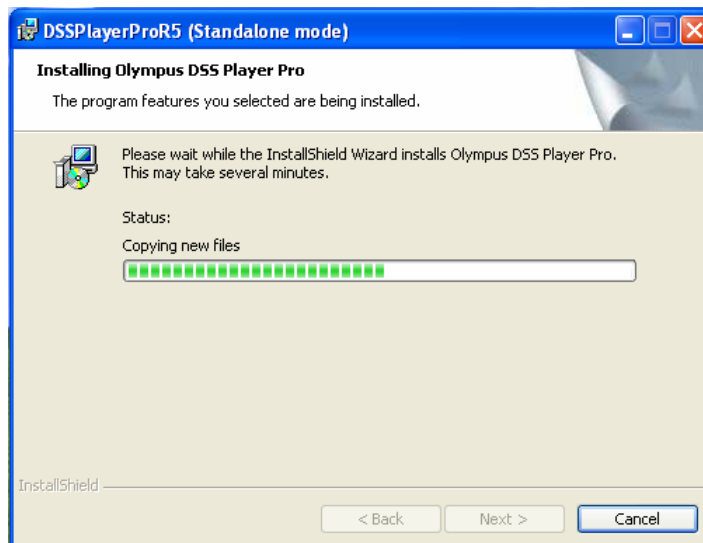 DSSPlayerProR5 (Standalone mode)
Installing Olympus DSS Player Pro
The program features you selected are being installed.
Please wait while the InstallShield Wizard installs Olympus DSS Player Pro.
This may take several minutes.
Status:
Copying new files
InstallShield
< Back
Next >
Cancel